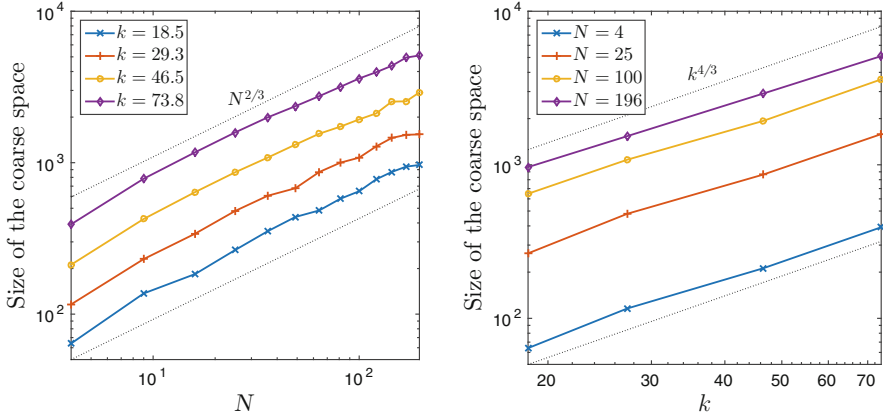 10^4
10^3
10^2
Size of the coarse space
k = 18.5
k = 29.3
k = 46.5
k = 73.8
N^{2/3}
10^1
10^2
N
10^4
10^3
10^2
Size of the coarse space
N = 4
N = 25
N = 100
N = 196
k^{4/3}
20
30
40
50
60
70
k